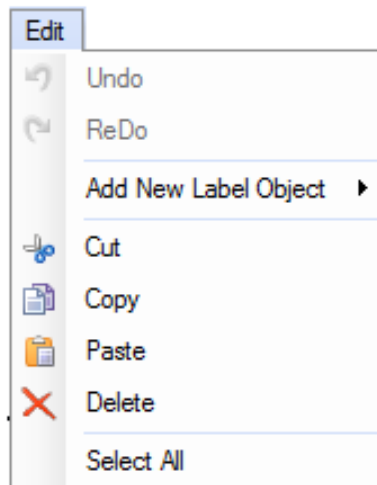 Edit
Undo
ReDo
Add New Label Object
Cut
Copy
Paste
Delete
Select All